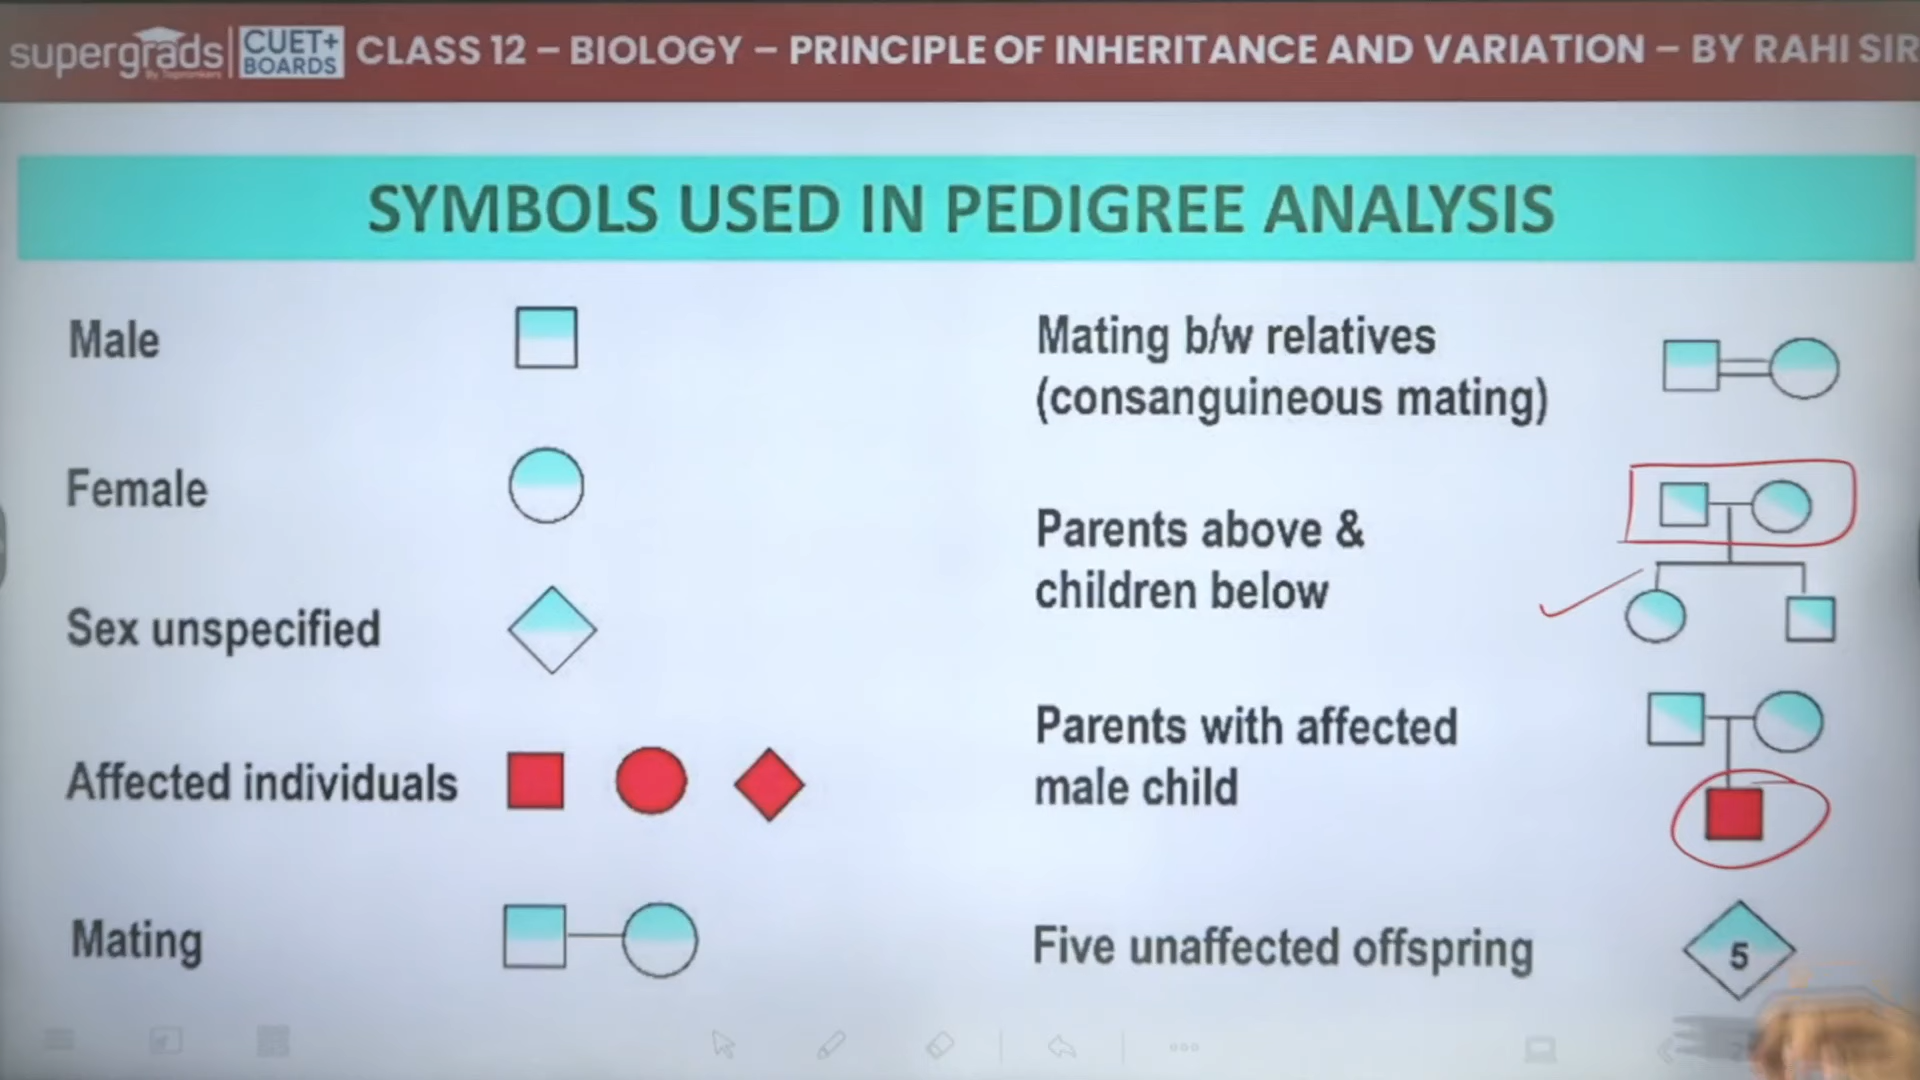 supergrads
By Toprankers
CUET+
BOARDS
CLASS 12 – BIOLOGY – PRINCIPLE OF INHERITANCE AND VARIATION – BY RAHI SIR
SYMBOLS USED IN PEDIGREE ANALYSIS
Male
Female
Sex unspecified
Affected individuals
Mating
Mating b/w relatives
(consanguineous mating)
Parents above &
children below
Parents with affected
male child
Five unaffected offspring
5